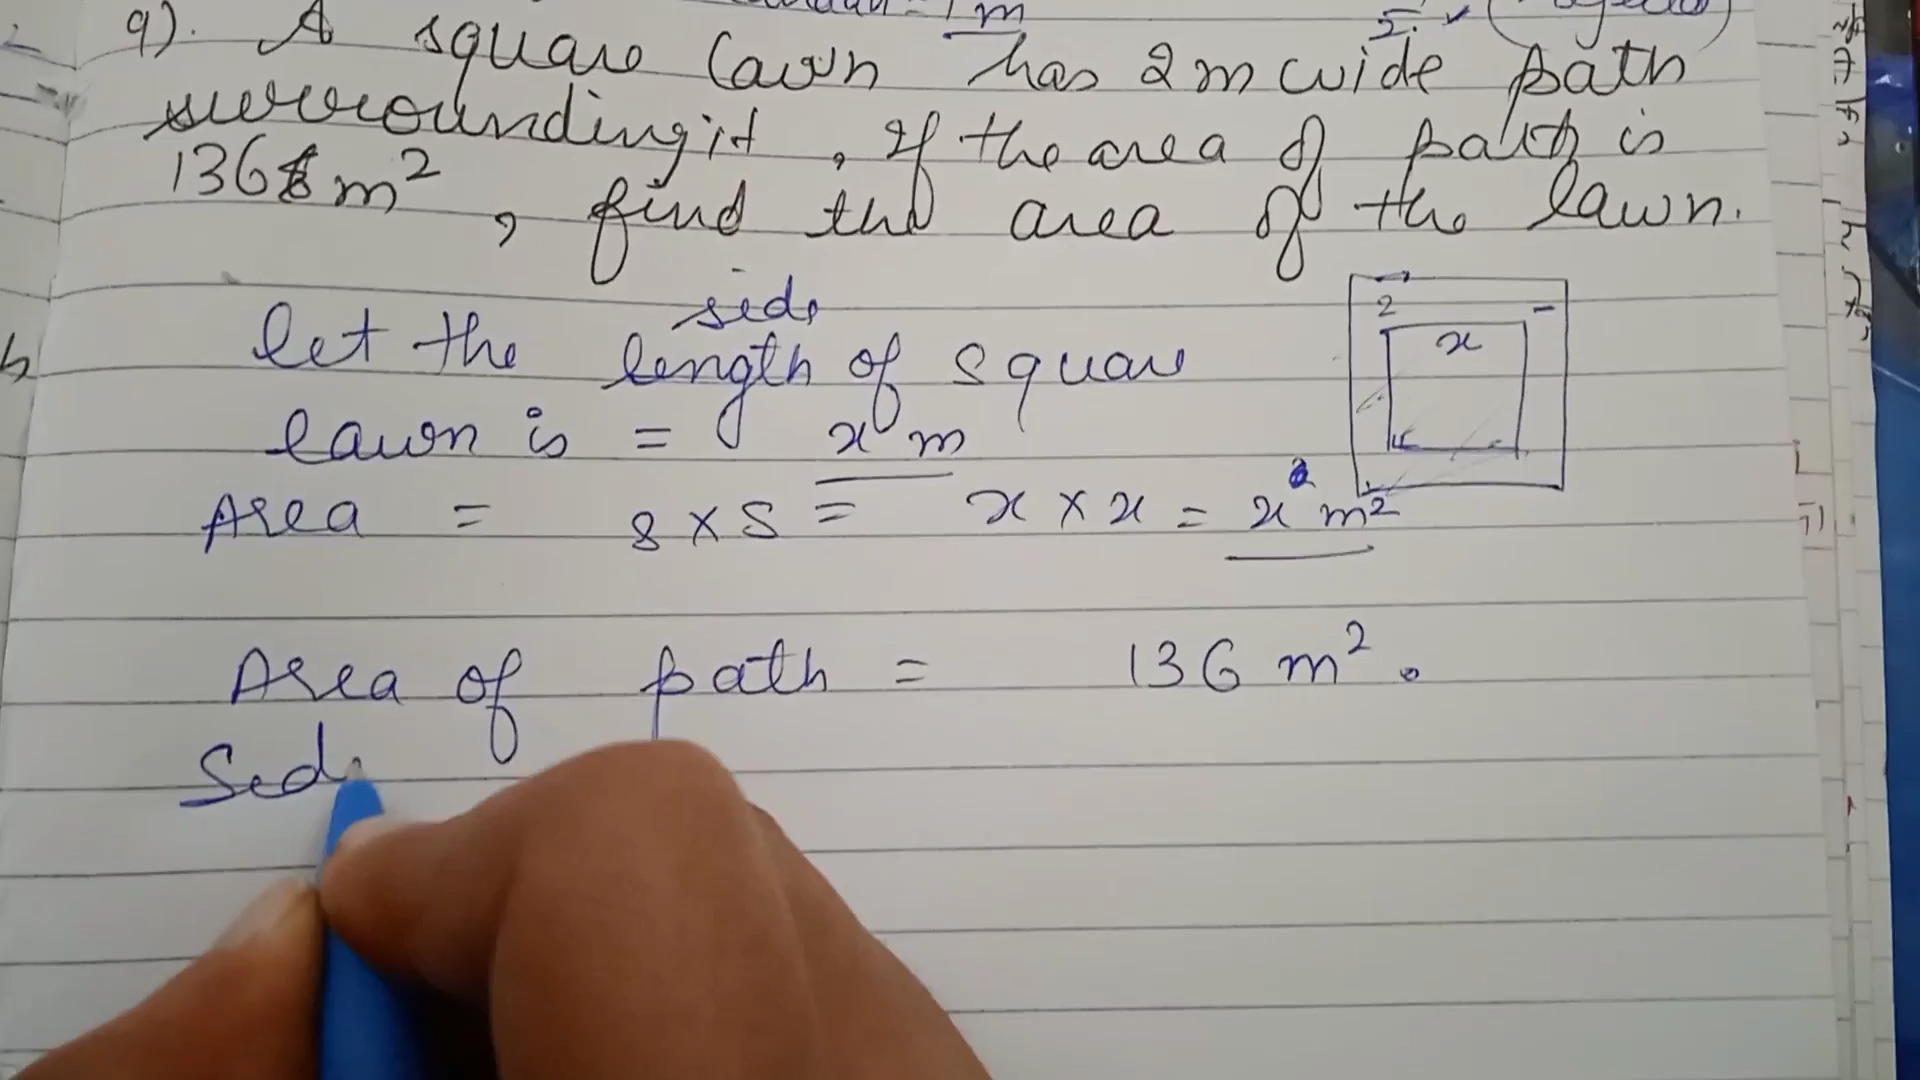 m
9). A square lawn has 2m wide path
surrounding it, If the area of path is
136 m², find the area of the lawn.
side
let the length of square
lawn is = x m
2
x
Area = s x s = x x x = x² m²
Area of path = 136 m².
Sid